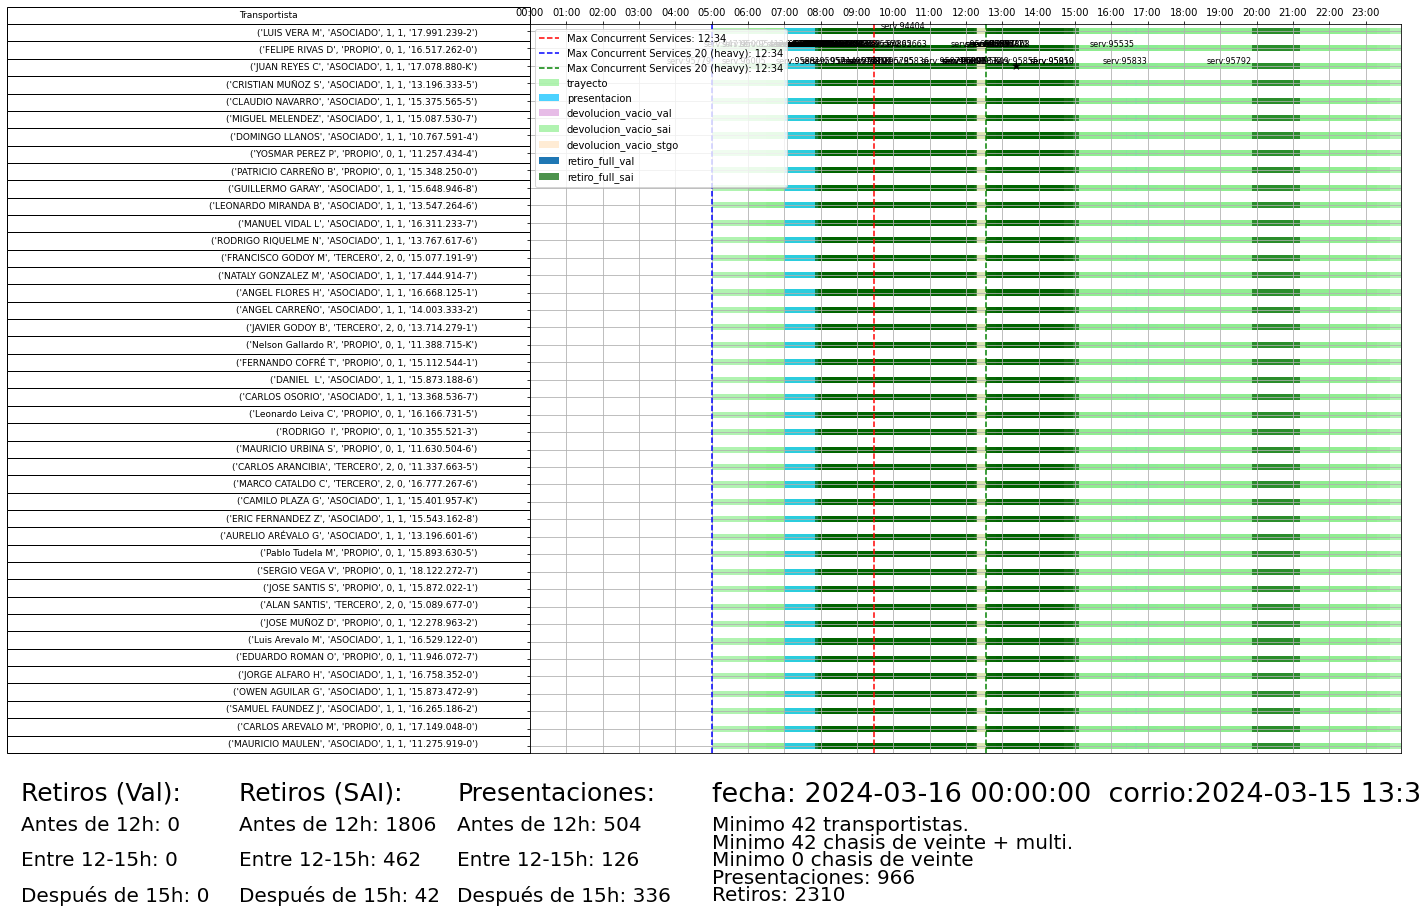 Transportista
00:00 01:00 02:00 03:00 04:00 05:00 06:00 07:00 08:00 09:00 10:00 11:00 12:00 13:00 14:00 15:00 16:00 17:00 18:00 19:00 20:00 21:00 22:00 23:00
serv:94404
serv:95535
serv:95833
serv:95792
Max Concurrent Services: 12:34
Max Concurrent Services 20 (heavy): 12:34
Max Concurrent Services 20 (heavy): 12:34
trayecto
presentacion
devolucion_vacio_val
devolucion_vacio_sai
devolucion_vacio_stgo
retiro_full_val
retiro_full_sai
('LUIS VERA M', 'ASOCIADO', 1, 1, '17.991.239-2')
('FELIPE RIVAS D', 'PROPIO', 0, 1, '16.517.262-0')
('JUAN REYES C', 'ASOCIADO', 1, 1, '17.078.880-K')
('CRISTIAN MUÑOZ S', 'ASOCIADO', 1, 1, '13.196.333-5')
('CLAUDIO NAVARRO', 'ASOCIADO', 1, 1, '15.375.565-5')
('MIGUEL MELENDEZ', 'ASOCIADO', 1, 1, '15.087.530-7')
('DOMINGO LLANOS', 'ASOCIADO', 1, 1, '10.767.591-4')
('YOSMAR PEREZ P', 'PROPIO', 0, 1, '11.257.434-4')
('PATRICIO CARREÑO B', 'PROPIO', 0, 1, '15.348.250-0')
('GUILLERMO GARAY', 'ASOCIADO', 1, 1, '15.648.946-8')
('LEONARDO MIRANDA B', 'ASOCIADO', 1, 1, '13.547.264-6')
('MANUEL VIDAL L', 'ASOCIADO', 1, 1, '16.311.233-7')
('RODRIGO RIQUELME N', 'ASOCIADO', 1, 1, '13.767.617-6')
('FRANCISCO GODOY M', 'TERCERO', 2, 0, '15.077.191-9')
('NATALY GONZALEZ M', 'ASOCIADO', 1, 1, '17.444.914-7')
('ANGEL FLORES H', 'ASOCIADO', 1, 1, '16.668.125-1')
('ANGEL CARREÑO', 'ASOCIADO', 1, 1, '14.003.333-2')
('JAVIER GODOY B', 'TERCERO', 2, 0, '13.714.279-1')
('Nelson Gallardo R', 'PROPIO', 0, 1, '11.388.715-K')
('FERNANDO COFRÉ T', 'PROPIO', 0, 1, '15.112.544-1')
('DANIEL  L', 'ASOCIADO', 1, 1, '15.873.188-6')
('CARLOS OSORIO', 'ASOCIADO', 1, 1, '13.368.536-7')
('Leonardo Leiva C', 'PROPIO', 0, 1, '16.166.731-5')
('RODRIGO  I', 'PROPIO', 0, 1, '10.355.521-3')
('MAURICIO URBINA S', 'PROPIO', 0, 1, '11.630.504-6')
('CARLOS ARANCIBIA', 'TERCERO', 2, 0, '11.337.663-5')
('MARCO CATALDO C', 'TERCERO', 2, 0, '16.777.267-6')
('CAMILO PLAZA G', 'ASOCIADO', 1, 1, '15.401.957-K')
('ERIC FERNANDEZ Z', 'ASOCIADO', 1, 1, '15.543.162-8')
('AURELIO ARÉVALO G', 'ASOCIADO', 1, 1, '13.196.601-6')
('Pablo Tudela M', 'PROPIO', 0, 1, '15.893.630-5')
('SERGIO VEGA V', 'PROPIO', 0, 1, '18.122.272-7')
('JOSE SANTIS S', 'PROPIO', 0, 1, '15.872.022-1')
('ALAN SANTIS', 'TERCERO', 2, 0, '15.089.677-0')
('JOSE MUÑOZ D', 'PROPIO', 0, 1, '12.278.963-2')
('Luis Arevalo M', 'ASOCIADO', 1, 1, '16.529.122-0')
('EDUARDO ROMAN O', 'PROPIO', 0, 1, '11.946.072-7')
('JORGE ALFARO H', 'ASOCIADO', 1, 1, '16.758.352-0')
('OWEN AGUILAR G', 'ASOCIADO', 1, 1, '15.873.472-9')
('SAMUEL FAUNDEZ J', 'ASOCIADO', 1, 1, '16.265.186-2')
('CARLOS AREVALO M', 'PROPIO', 0, 1, '17.149.048-0')
('MAURICIO MAULEN', 'ASOCIADO', 1, 1, '11.275.919-0')
Retiros (Val):
Antes de 12h: 0
Entre 12-15h: 0
Después de 15h: 0
Retiros (SAI):
Antes de 12h: 1806
Entre 12-15h: 462
Después de 15h: 42
Presentaciones:
Antes de 12h: 504
Entre 12-15h: 126
Después de 15h: 336
fecha: 2024-03-16 00:00:00  corrio:2024-03-15 13:3
Minimo 42 transportistas.
Minimo 42 chasis de veinte + multi.
Minimo 0 chasis de veinte
Presentaciones: 966
Retiros: 2310